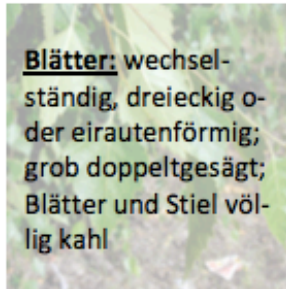 Blätter: wechsel-
ständig, dreieckig o-
der eirautenförmig;
grob doppeltgesägt;
Blätter und Stiel völ-
lig kahl